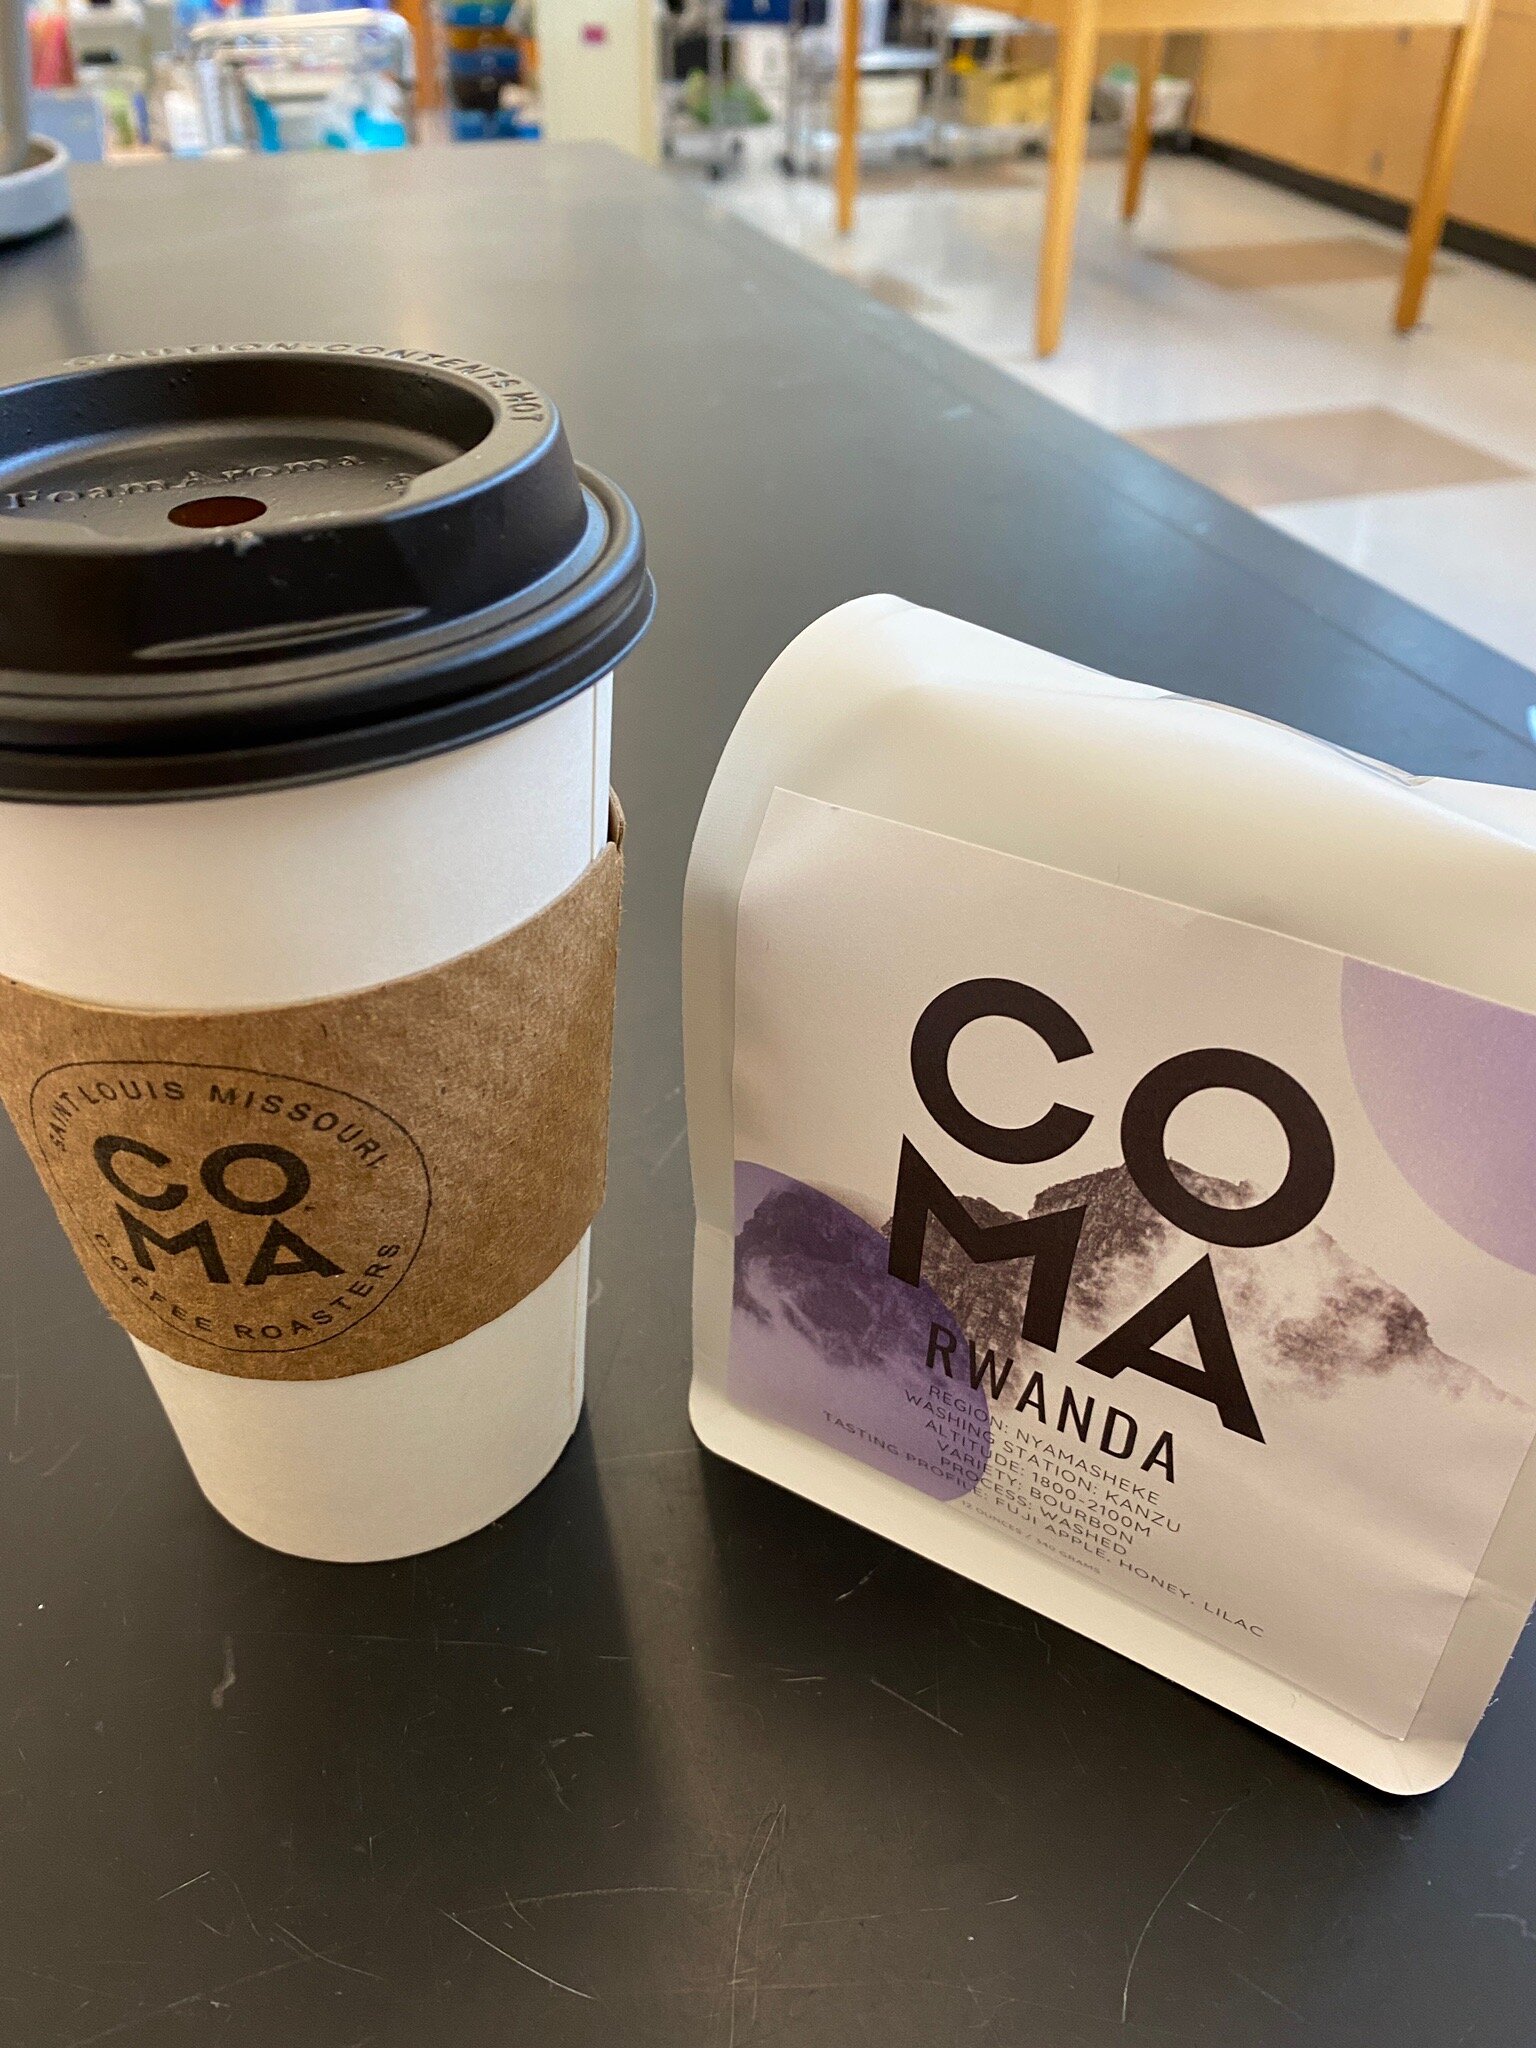 CAUTION-CONTENTS HOT
FoamAroma
SAINT LOUIS MISSOURI
CO
MA
COFFEE ROASTERS
CO
MA
RWANDA
REGION: NYAMASHEKE
WASHING STATION: KANZU
ALTITUDE: 1800-2100M
VARIETY: BOURBON
PROCESS: WASHED
TASTING PROFILE: FUJI APPLE, HONEY, LILAC
12 OUNCES / 340 GRAMS